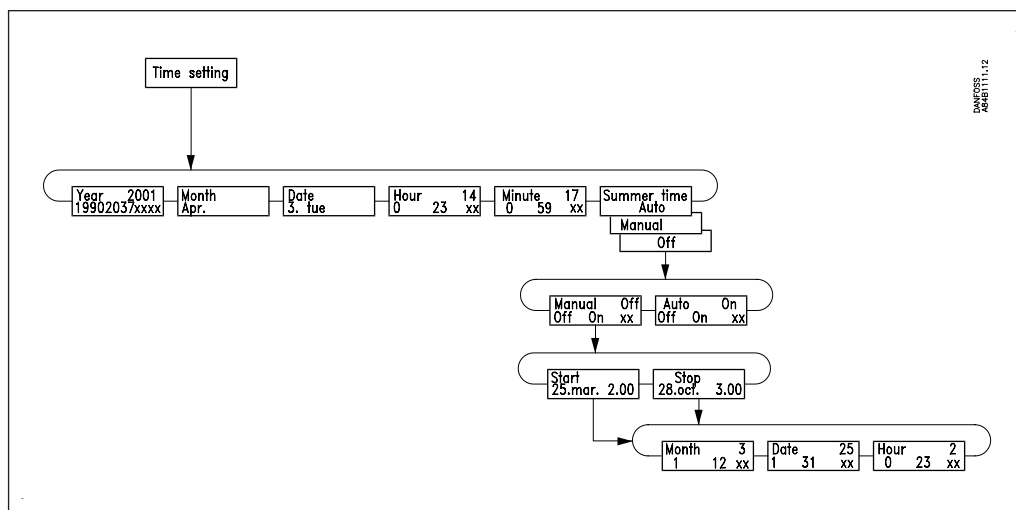 Time setting
DANFOSS
A84B1111.12
Year 2001
19902037xxxx
Month
Apr.
Date
3. tue
Hour 14
0 23 xx
Minute 17
0 59 xx
Summer time
Auto
Manual
Off
Manual Off
Off On xx
Auto On
Off On xx
Start
25.mar. 2.00
Stop
28.oct. 3.00
Month 3
1 12 xx
Date 25
1 31 xx
Hour 2
0 23 xx